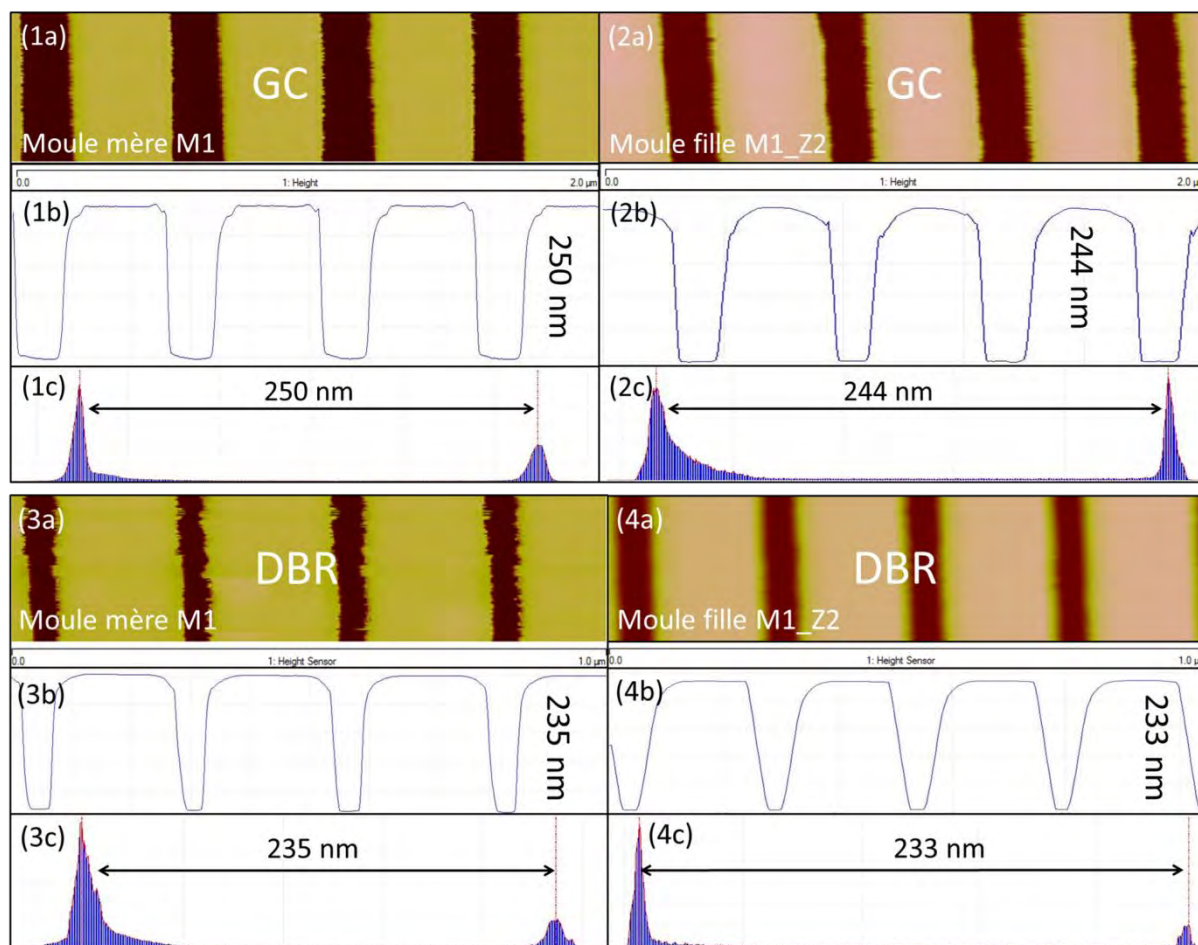 (1a)
GC
Moule mère M1
(2a)
GC
Moule fille M1_Z2
0.0 1: Height 2.0 µm
0.0 1: Height 2.0 µm
(1b)
250 nm
(2b)
244 nm
(1c)
250 nm
(2c)
244 nm
(3a)
DBR
Moule mère M1
(4a)
DBR
Moule fille M1_Z2
0.0 1: Height Sensor 1.0 µm
0.0 1: Height Sensor 1.0 µm
(3b)
235 nm
(4b)
233 nm
(3c)
235 nm
(4c)
233 nm